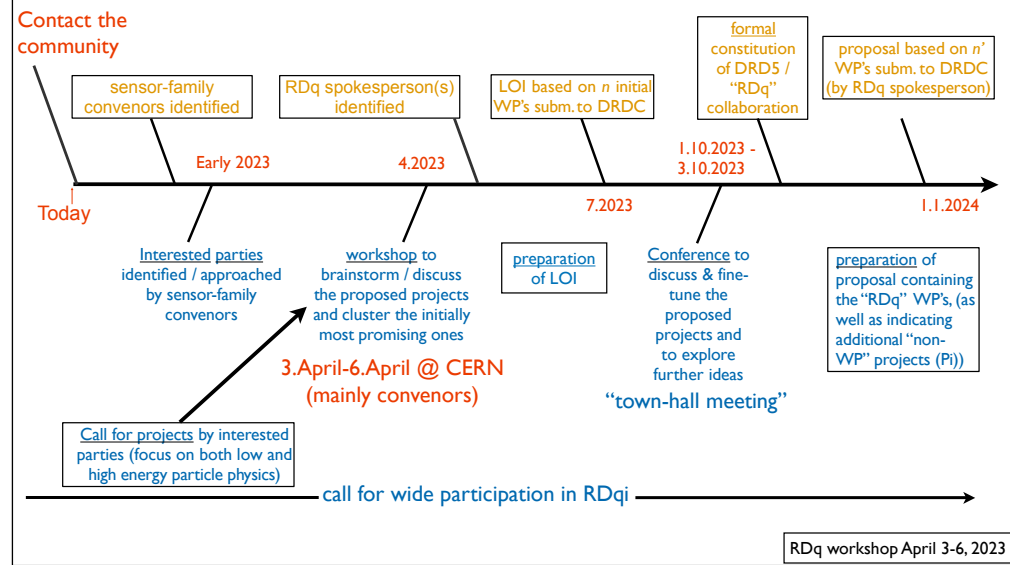 Contact the
community
sensor-family
convenors identified
RDq spokesperson(s)
identified
LOI based on n initial
WP's subm. to DRDC
formal
constitution
of DRD5 /
“RDq”
collaboration
proposal based on n’
WP's subm. to DRDC
(by RDq spokesperson)
Early 2023
4.2023
1.10.2023 -
3.10.2023
Today
7.2023
1.1.2024
Interested parties
identified / approached
by sensor-family
convenors
workshop to
brainstorm / discuss
the proposed projects
and cluster the initially
most promising ones
3.April-6.April @ CERN
(mainly convenors)
preparation
of LOI
Conference to
discuss & fine-
tune the
proposed
projects and
to explore
further ideas
“town-hall meeting”
preparation of
proposal containing
the “RDq” WP's, (as
well as indicating
additional “non-
WP” projects (Pi))
Call for projects by interested
parties (focus on both low and
high energy particle physics)
call for wide participation in RDqi
RDq workshop April 3-6, 2023